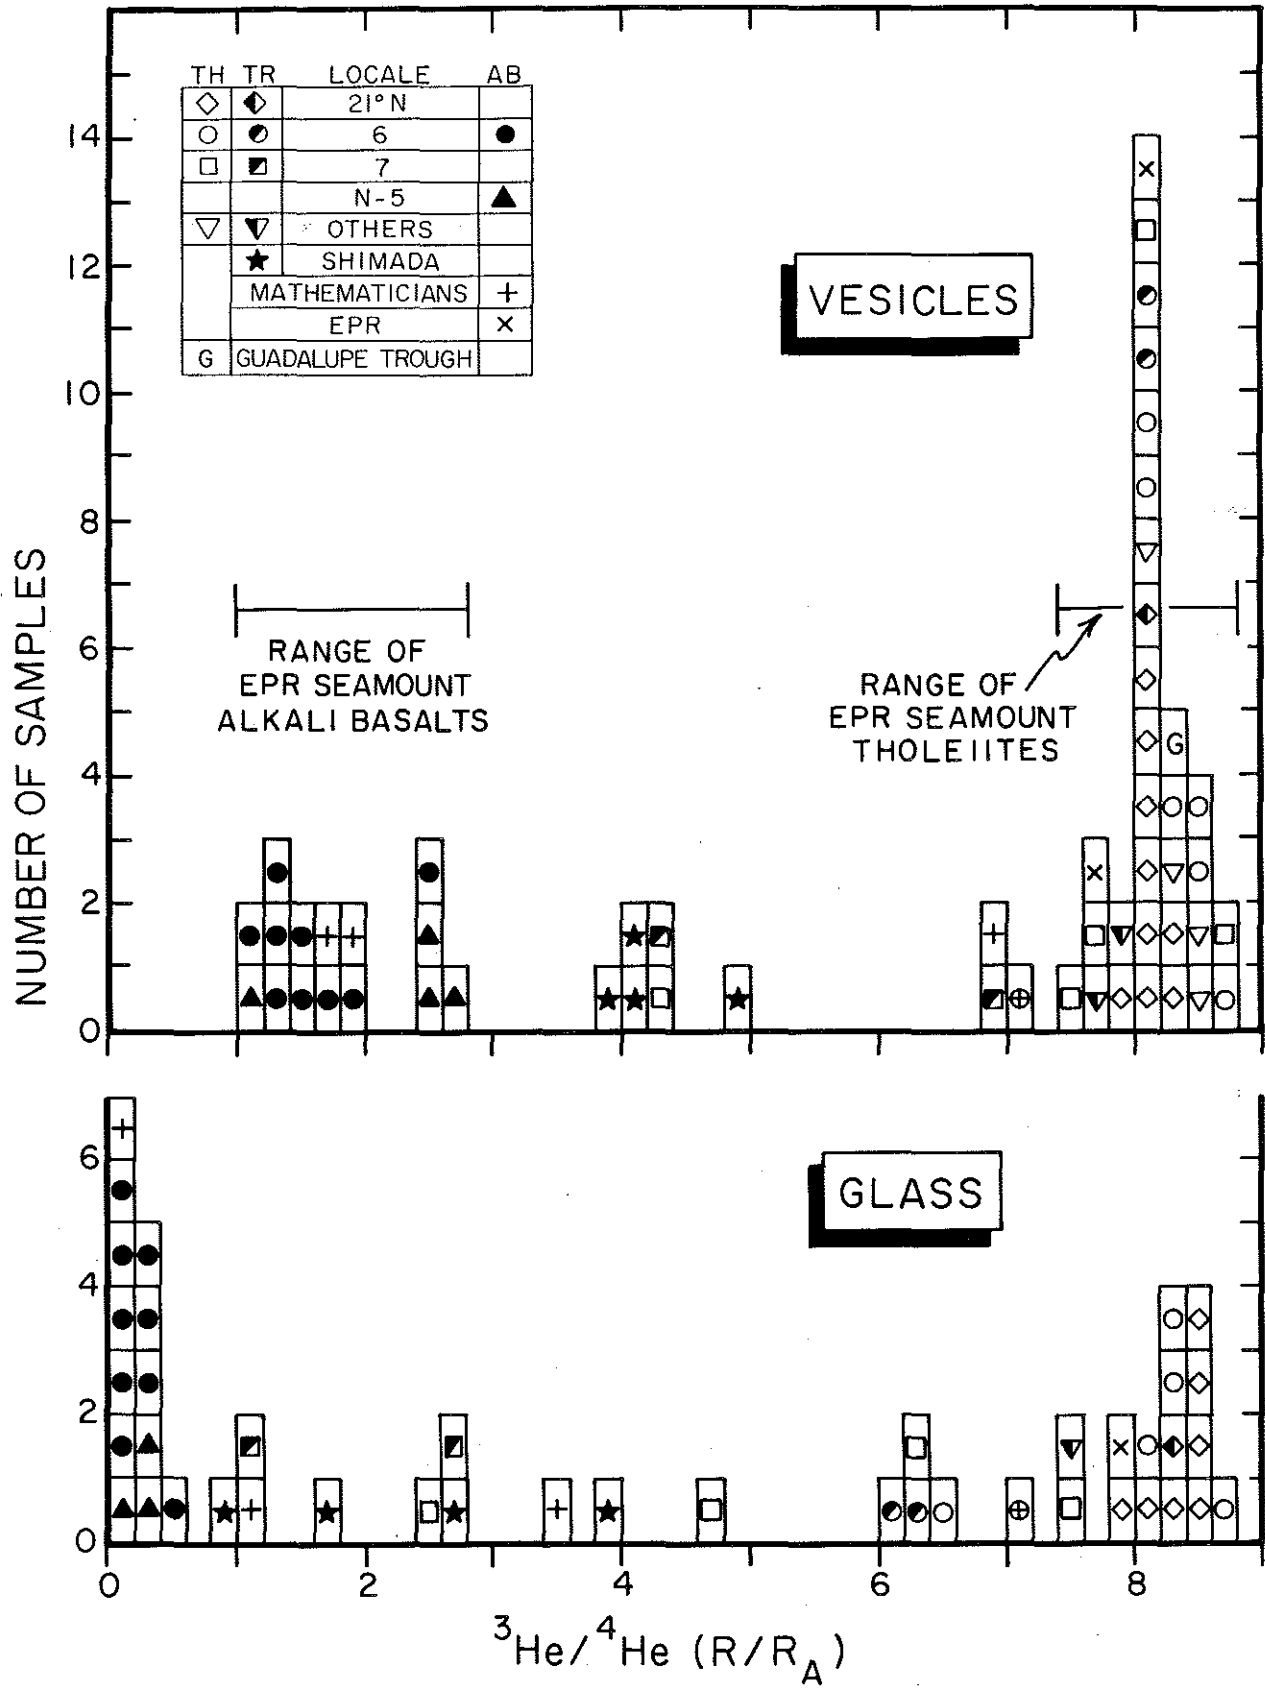 TH TR LOCALE AB
21°N
6
7
N-5
OTHERS
SHIMADA
MATHEMATICIANS +
EPR ×
G GUADALUPE TROUGH
VESICLES
14
12
10
8
6
4
2
0
NUMBER OF SAMPLES
RANGE OF
EPR SEAMOUNT
ALKALI BASALTS
RANGE OF
EPR SEAMOUNT
THOLEIITES
G
GLASS
6
4
2
0
0 2 4 6 8
³He/⁴He (R/R_A)